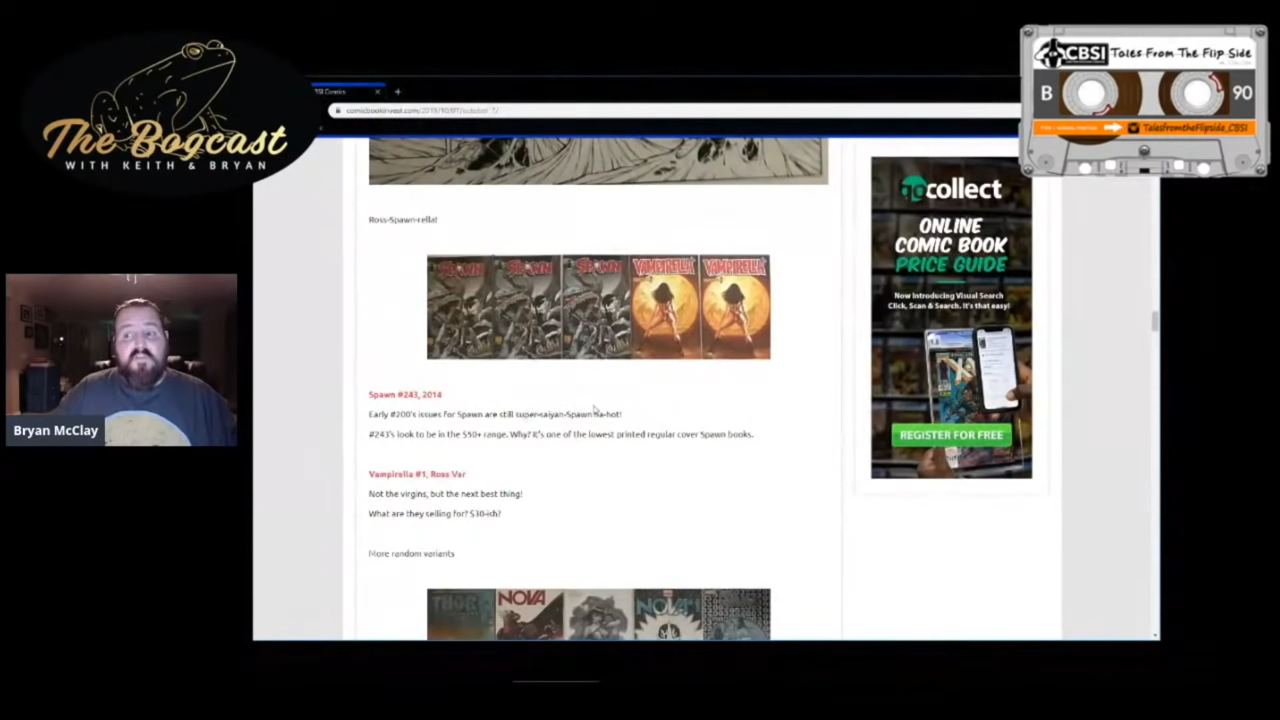 The Bogcast
WITH KEITH & BRYAN
CBSI Tales From The Flip Side
B 90
TalesfromtheFlipside_CBSI
BSI Comics
Ross-Spawn-rella!
SPAWN SPAWN SPAWN VAMPIRELLA VAMPIRELLA
Spawn #243, 2014
Early #200's issues for Spawn are still super-saiyan-Spawn ha-hot!
#243's look to be in the $50+ range. Why? It's one of the lowest printed regular cover Spawn books.
Vampirella #1, Ross Var
Not the virgins, but the next best thing!
What are they selling for? $30-ish?
More random variants
THOR NOVA NOVA
gocollect
ONLINE
COMIC BOOK
PRICE GUIDE
Now Introducing Visual Search
Click, Scan & Search. It's that easy!
REGISTER FOR FREE
Bryan McClay